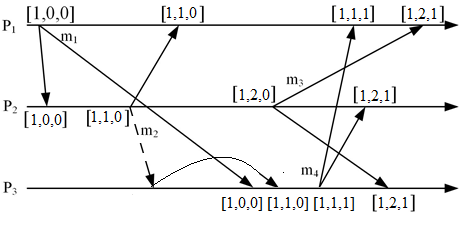 [1,0,0] [1,1,0] [1,1,1] [1,2,1]
P1 m1
m3
[1,2,0] [1,2,1]
P2 [1,0,0] [1,1,0]
m2
m4
P3 [1,0,0] [1,1,0] [1,1,1] [1,2,1]